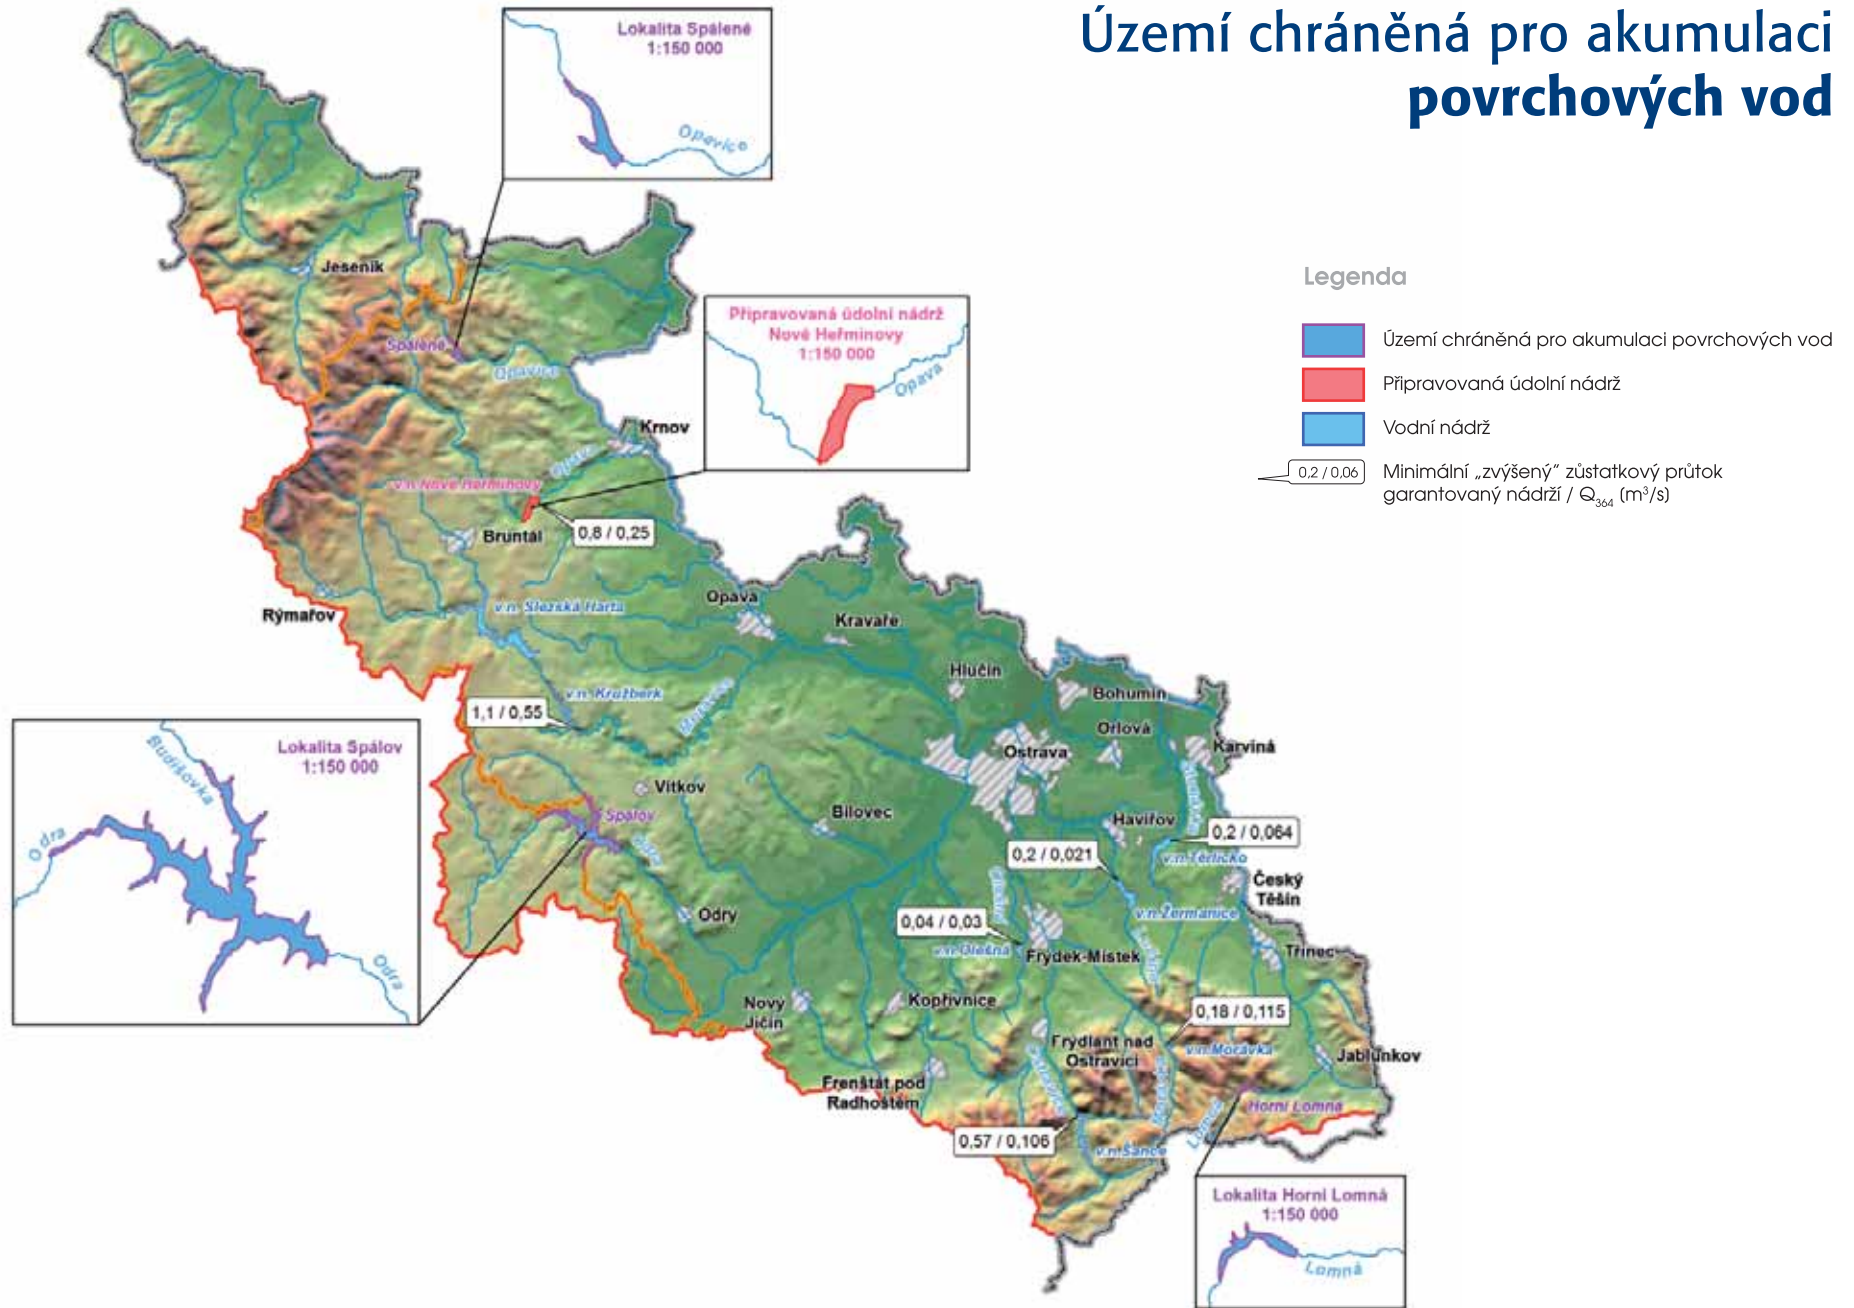 Území chráněná pro akumulaci
povrchových vod
Lokalita Spálené
1:150 000
Opavice
Jeseník
Spálené
Opavice
Připravovaná údolní nádrž
Nové Heřminovy
1:150 000
Opava
Legenda
Území chráněná pro akumulaci povrchových vod
Připravovaná údolní nádrž
Vodní nádrž
0,2 / 0,06
Minimální „zvýšený“ zůstatkový průtok
garantovaný nádrží / Q364 (m³/s)
Krnov
Opava
v.n. Nové Heřminovy
Bruntál
0,8 / 0,25
Rýmařov
v.n. Slezská Harta
Opava
Kravaře
Hlučín
Bohumín
v.n. Kružberk
1,1 / 0,55
Moravice
Orlová
Ostrava
Karviná
Lokalita Spálov
1:150 000
Budišovka
Odra
Odra
Vítkov
Spálov
Odra
Bílovec
Havířov
0,2 / 0,064
0,2 / 0,021
v.n. Těrlicko
Český
Těšín
Odry
0,04 / 0,03
v.n. Olešná
v.n. Žermanice
Frýdek-Místek
Třinec
Nový
Jičín
Kopřivnice
0,18 / 0,115
Frýdlant nad
Ostravicí
v.n. Morávka
Jablunkov
Ostravice
Frenštát pod
Radhoštěm
Horní Lomná
Lomná
0,57 / 0,106
v.n. Šance
Lokalita Horní Lomná
1:150 000
Lomná